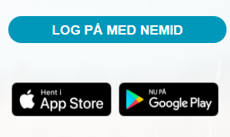 LOG PÅ MED NEMID
Hent i
App Store
NU PÅ
Google Play